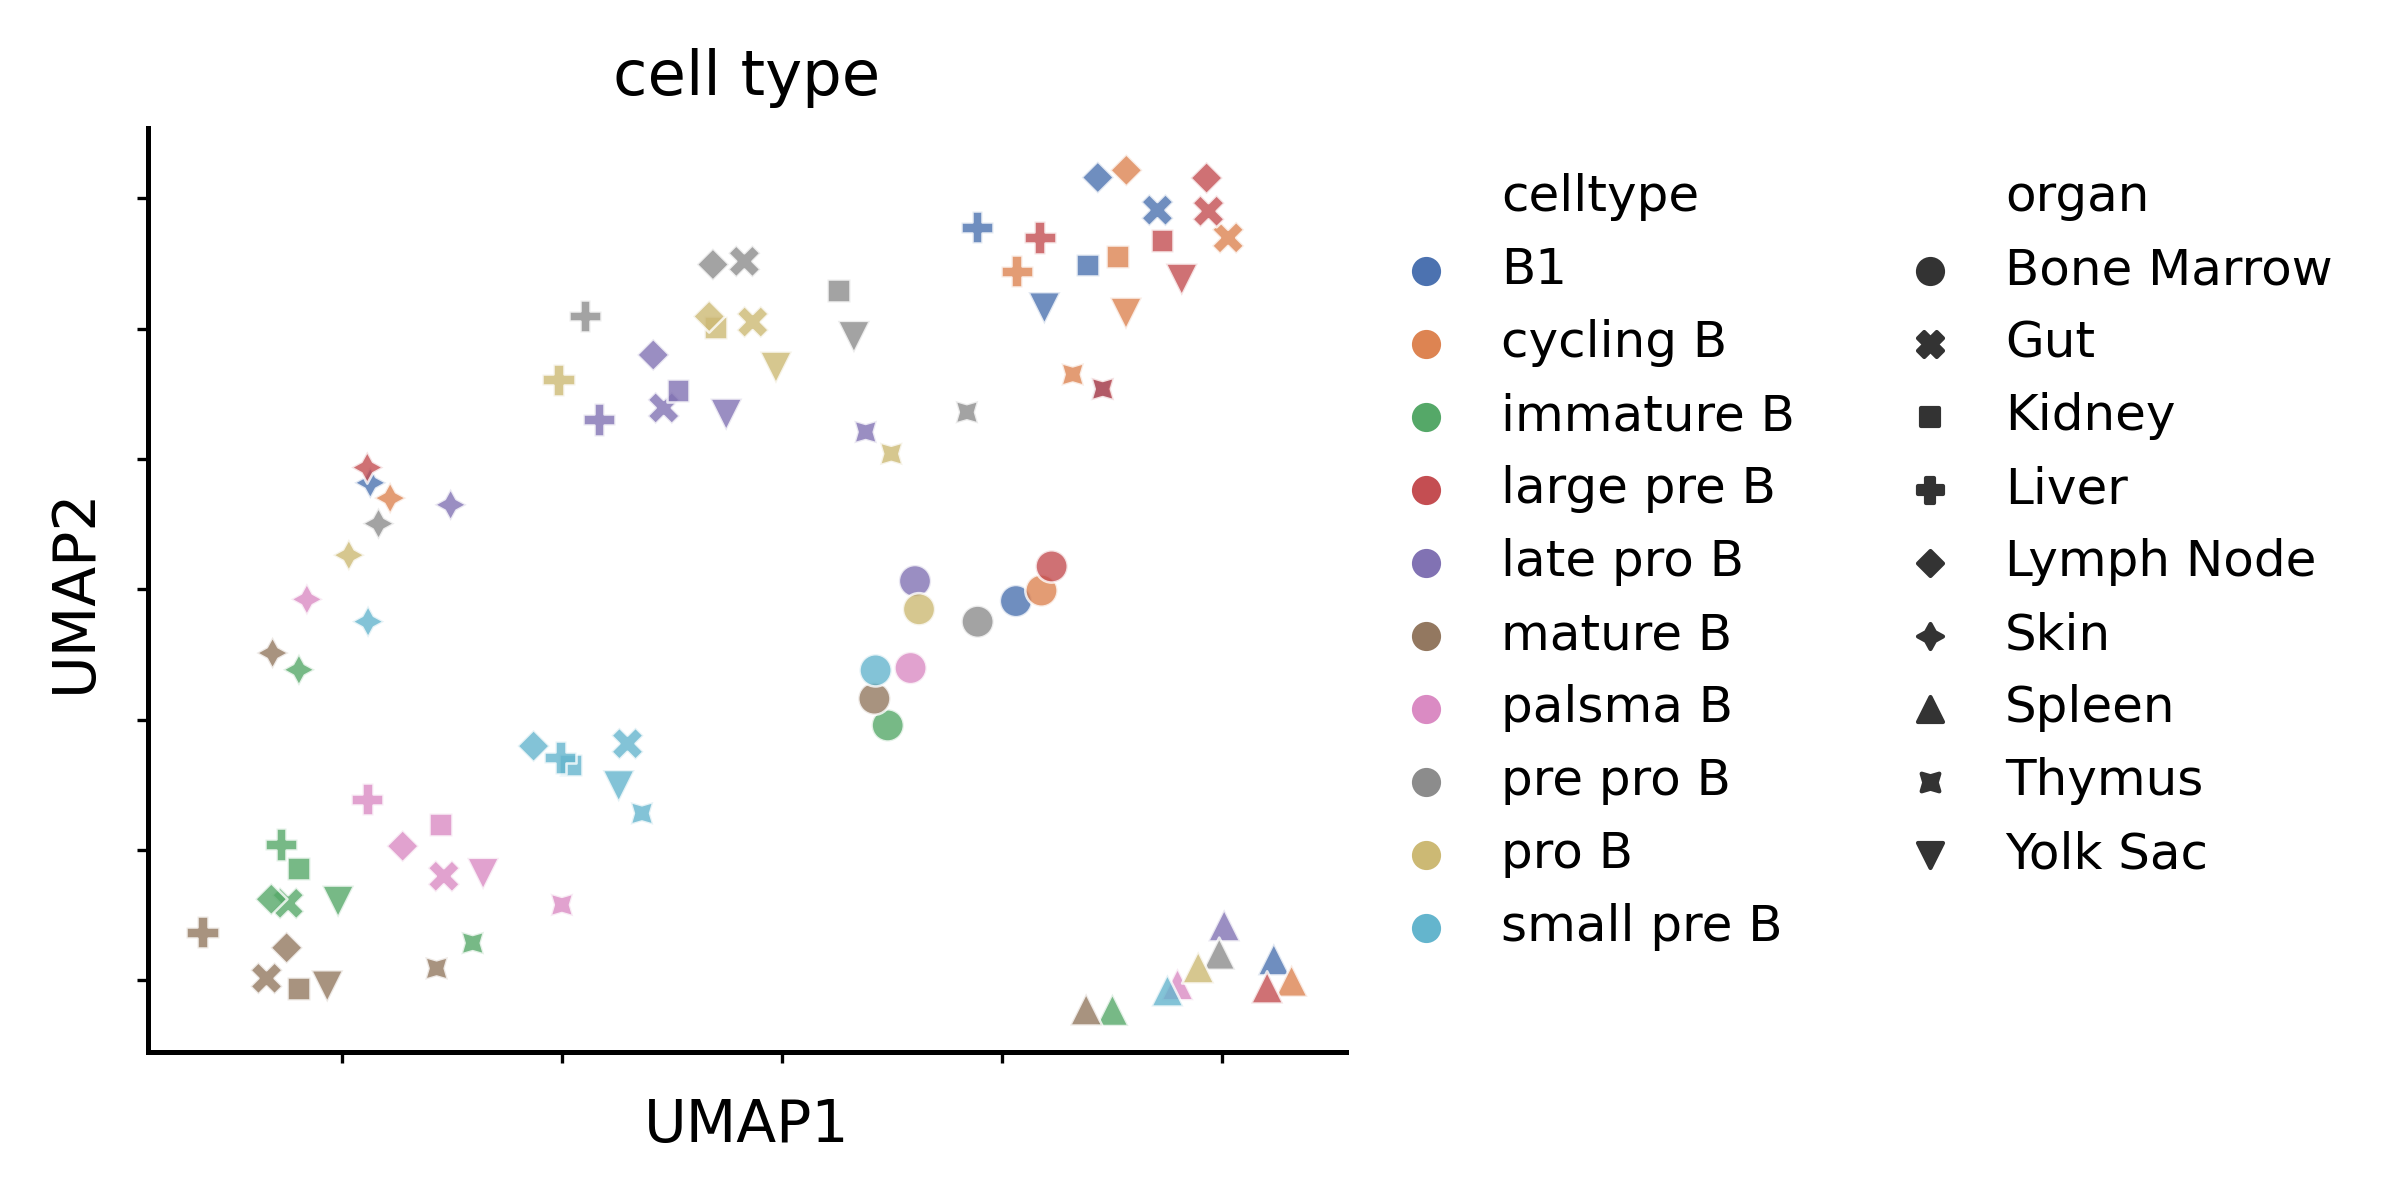 cell type
UMAP2
UMAP1
celltype
B1
cycling B
immature B
large pre B
late pro B
mature B
palsma B
pre pro B
pro B
small pre B
organ
Bone Marrow
Gut
Kidney
Liver
Lymph Node
Skin
Spleen
Thymus
Yolk Sac